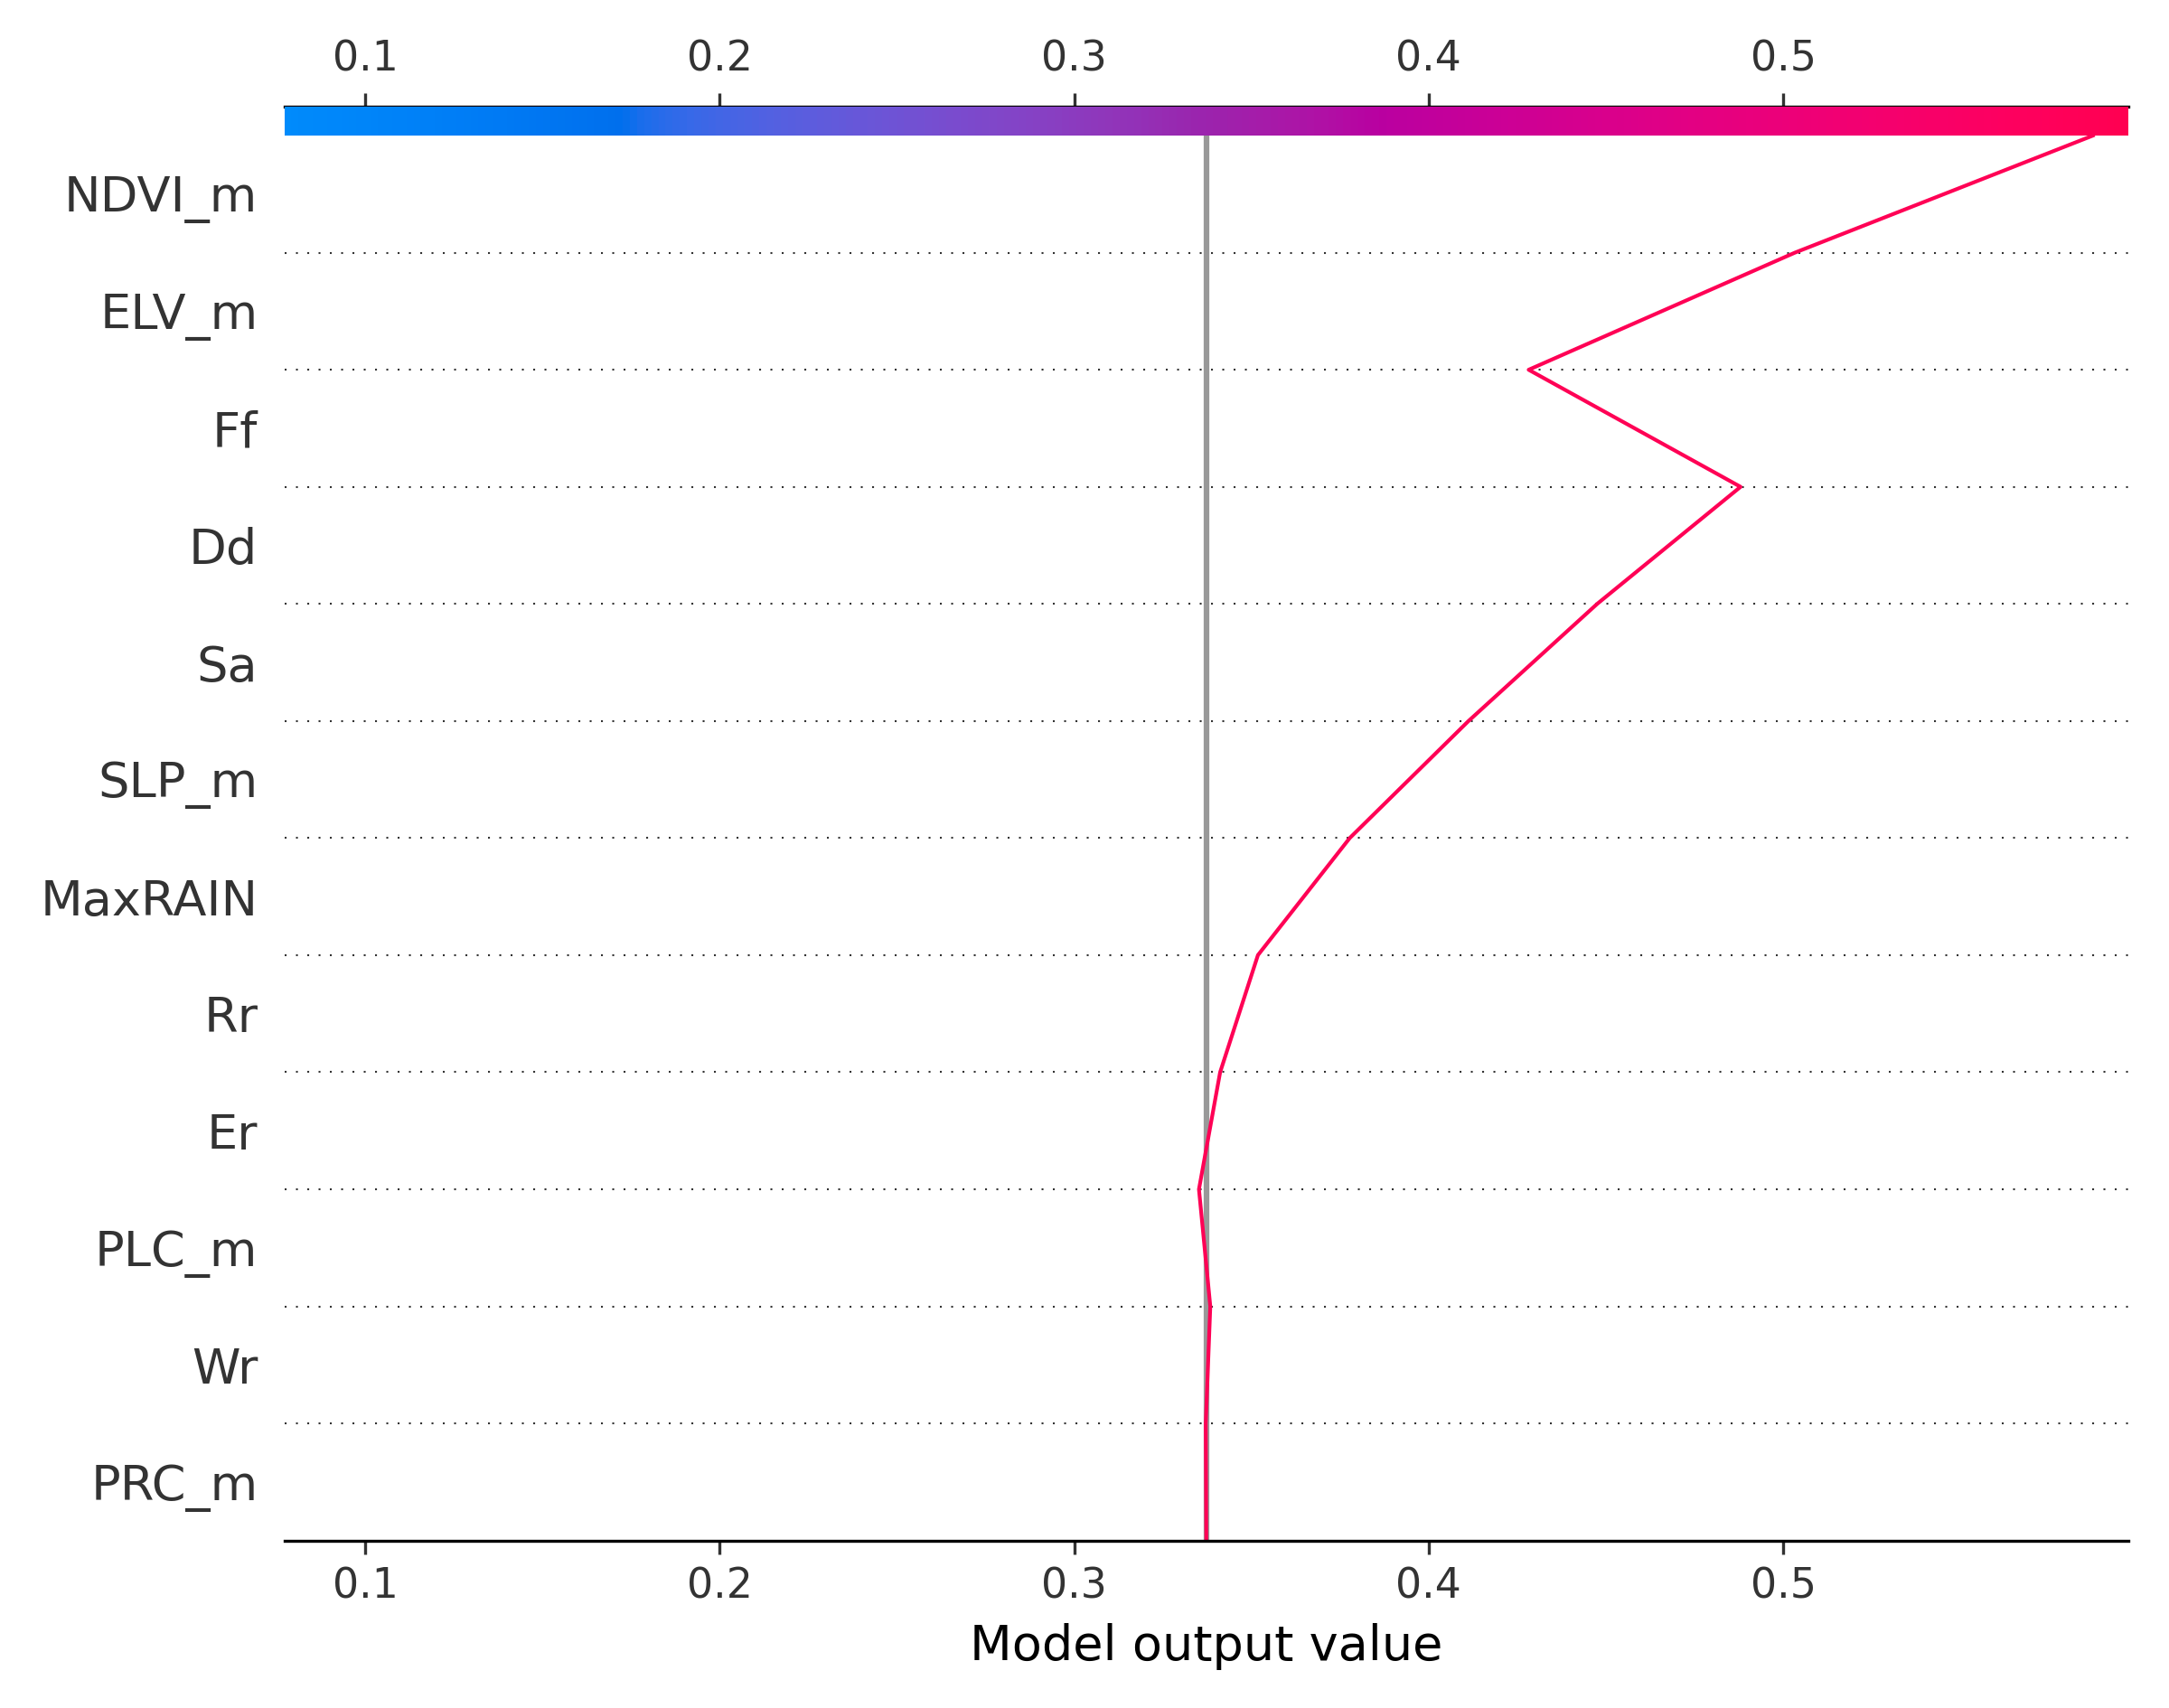 0.1 0.2 0.3 0.4 0.5
NDVI_m
ELV_m
Ff
Dd
Sa
SLP_m
MaxRAIN
Rr
Er
PLC_m
Wr
PRC_m
0.1 0.2 0.3 0.4 0.5
Model output value